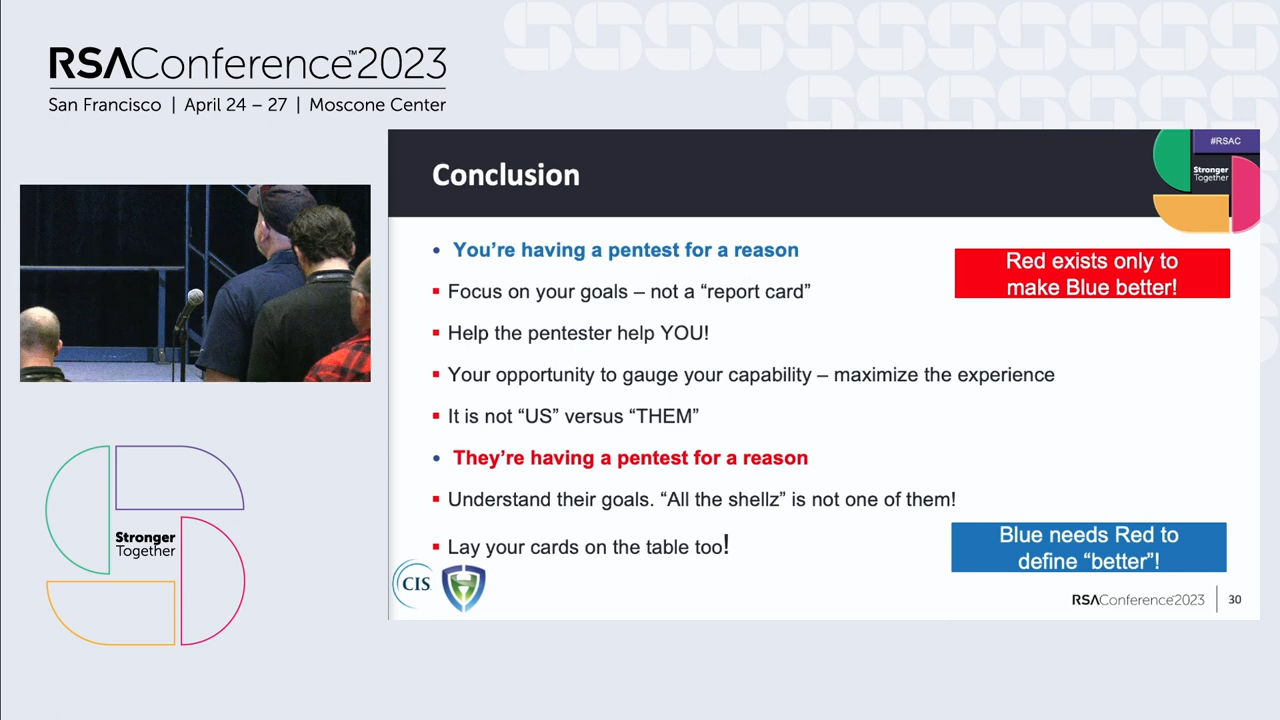 RSAConference™2023
San Francisco | April 24 – 27 | Moscone Center
#RSAC
Stronger
Together
Conclusion
• You're having a pentest for a reason
▪ Focus on your goals – not a “report card”
▪ Help the pentester help YOU!
▪ Your opportunity to gauge your capability – maximize the experience
▪ It is not “US” versus “THEM”
• They're having a pentest for a reason
▪ Understand their goals. “All the shellz” is not one of them!
▪ Lay your cards on the table too!
Red exists only to
make Blue better!
Blue needs Red to
define “better”!
CIS.
RSAConference2023 | 30
Stronger
Together